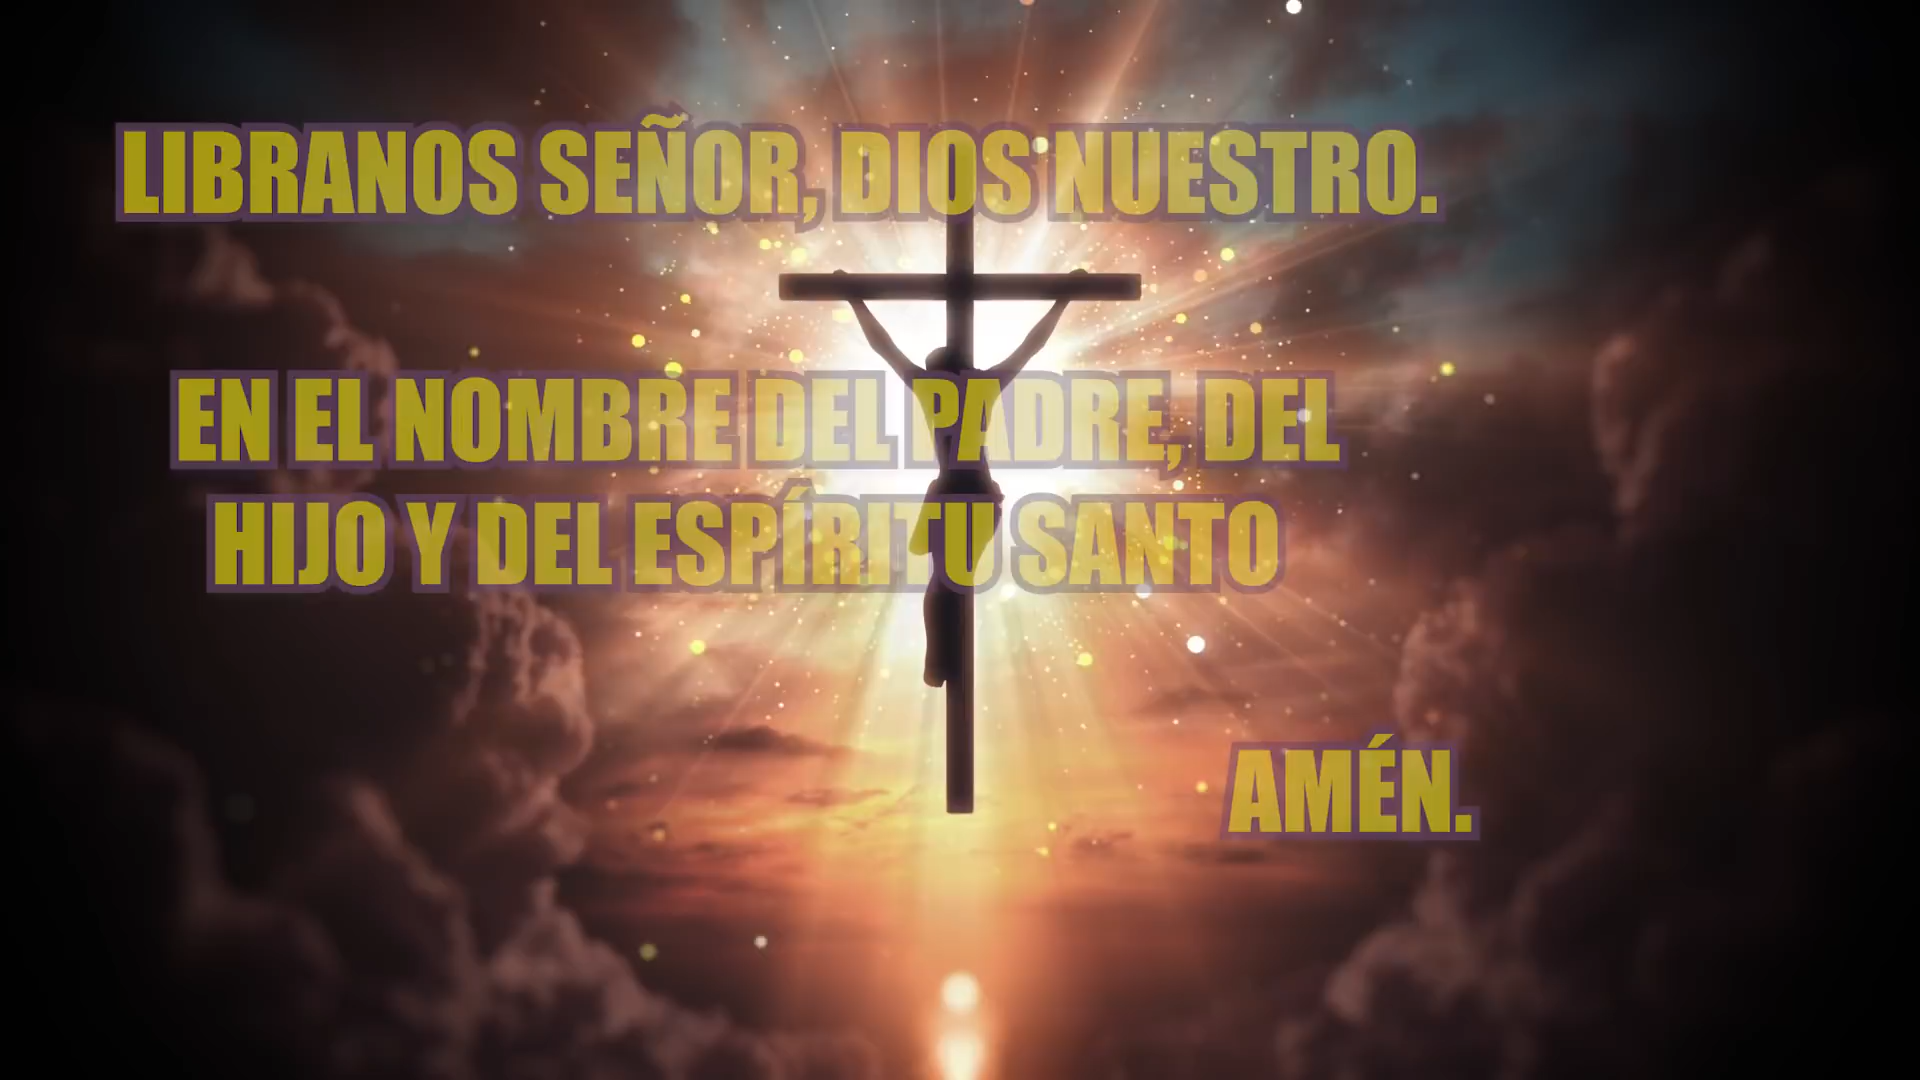 LIBRANOS SEÑOR, DIOS NUESTRO.
EN EL NOMBRE DEL PADRE, DEL
HIJO Y DEL ESPÍRITU SANTO
AMÉN.